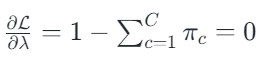 ∂ℒ/∂λ = 1 − ∑_{c=1}^{C} π_c = 0